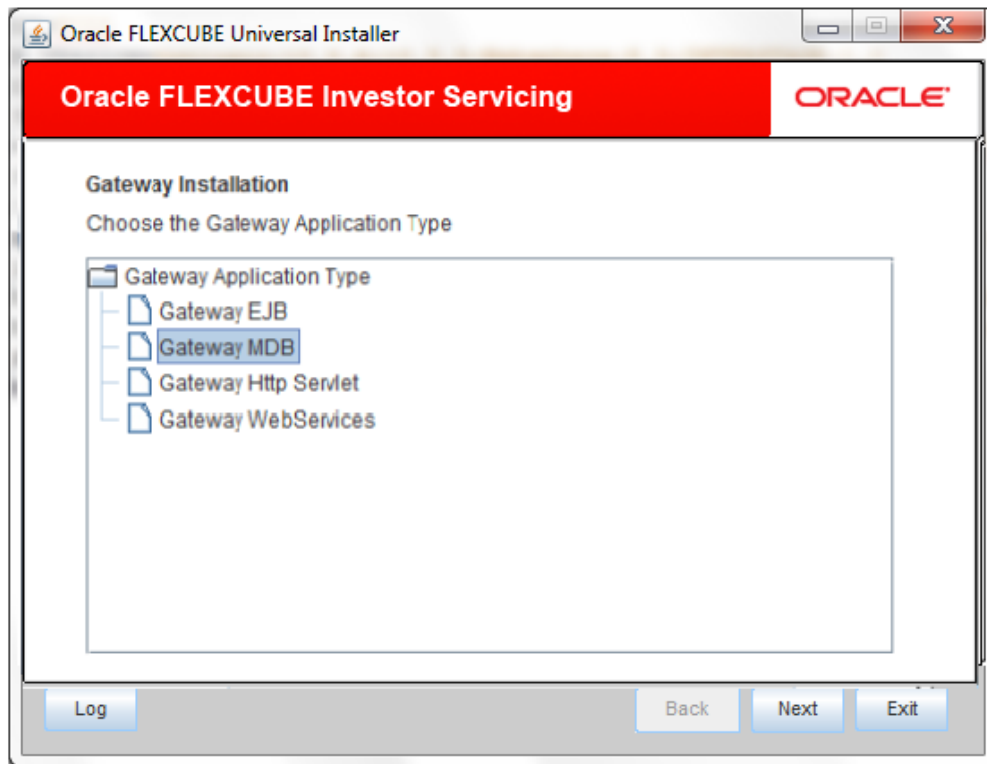 Oracle FLEXCUBE Universal Installer
Oracle FLEXCUBE Investor Servicing
ORACLE
Gateway Installation
Choose the Gateway Application Type
Gateway Application Type
Gateway EJB
Gateway MDB
Gateway Http Servlet
Gateway WebServices
Log
Back
Next
Exit